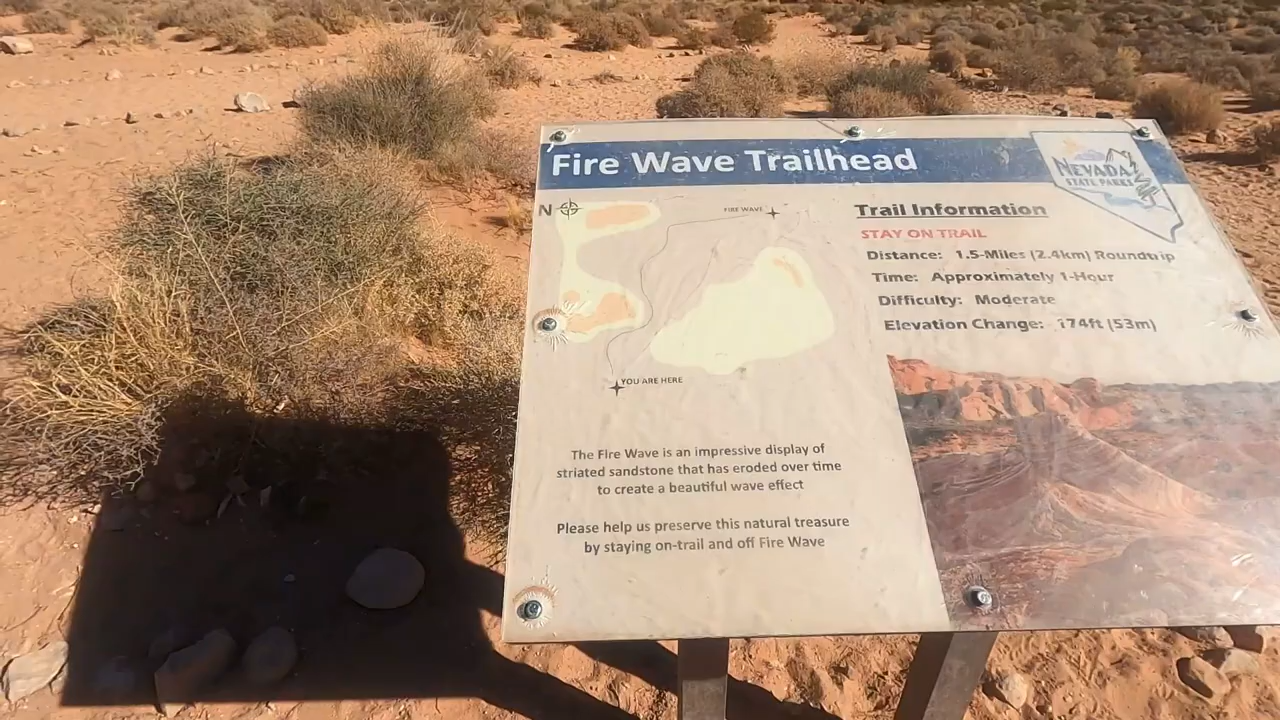 Fire Wave Trailhead
NEVADA
STATE PARKS
N
FIRE WAVE
YOU ARE HERE
Trail Information
STAY ON TRAIL
Distance: 1.5-Miles (2.4km) Roundtrip
Time: Approximately 1-Hour
Difficulty: Moderate
Elevation Change: 174ft (53m)
The Fire Wave is an impressive display of
striated sandstone that has eroded over time
to create a beautiful wave effect
Please help us preserve this natural treasure
by staying on-trail and off Fire Wave